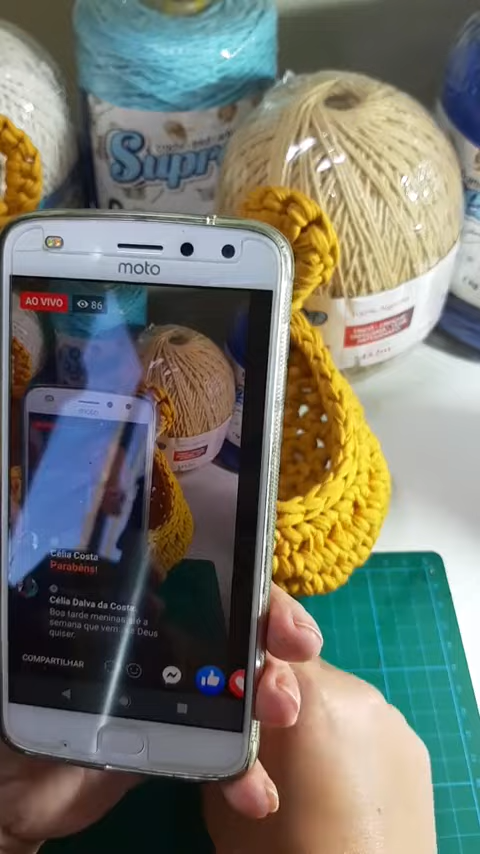 Supr
moto
AO VIVO
86
moto
Célia Costa
Parabéns!
Célia Dalva da Costa
Boa tarde meninas até a
semana que vem, se Deus
quiser.
COMPARTILHAR